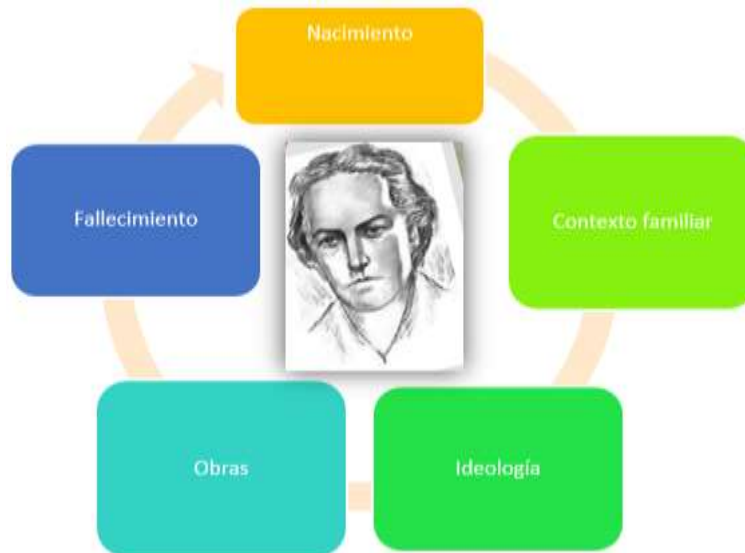 Nacimiento
Contexto familiar
Ideología
Obras
Fallecimiento